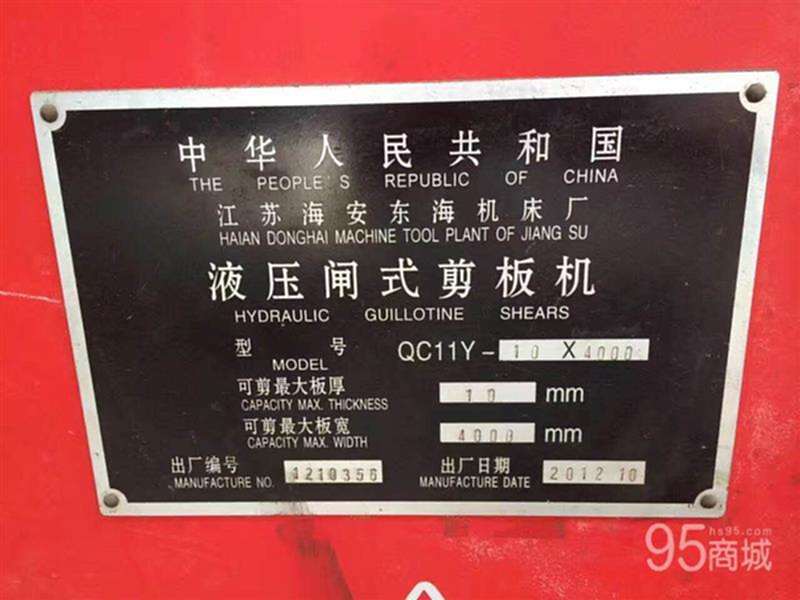 中华人民共和国
THE PEOPLE'S REPUBLIC OF CHINA
江苏海安东海机床厂
HAIAN DONGHAI MACHINE TOOL PLANT OF JIANG SU
液压闸式剪板机
HYDRAULIC GUILLOTINE SHEARS
型号 QC11Y-10X4000
MODEL
可剪最大板厚 10 mm
CAPACITY MAX. THICKNESS
可剪最大板宽 4000 mm
CAPACITY MAX. WIDTH
出厂编号 1210356 出厂日期 2012 10
MANUFACTURE NO. MANUFACTURE DATE
hs95.com
95商城